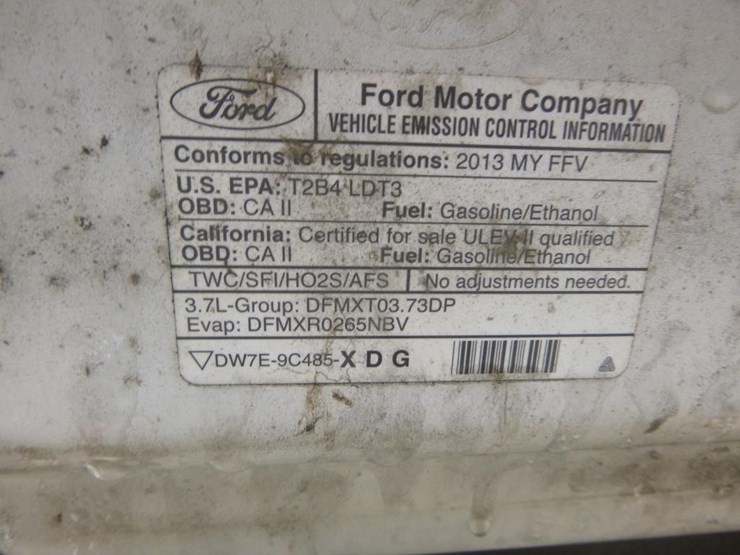 Ford
Ford Motor Company
VEHICLE EMISSION CONTROL INFORMATION
Conforms to regulations: 2013 MY FFV
U.S. EPA: T2B4 LDT3
OBD: CA II Fuel: Gasoline/Ethanol
California: Certified for sale ULEV II qualified
OBD: CA II Fuel: Gasoline/Ethanol
TWC/SFI/HO2S/AFS No adjustments needed.
3.7L-Group: DFMXT03.73DP
Evap: DFMXR0265NBV
DW7E-9C485-X D G